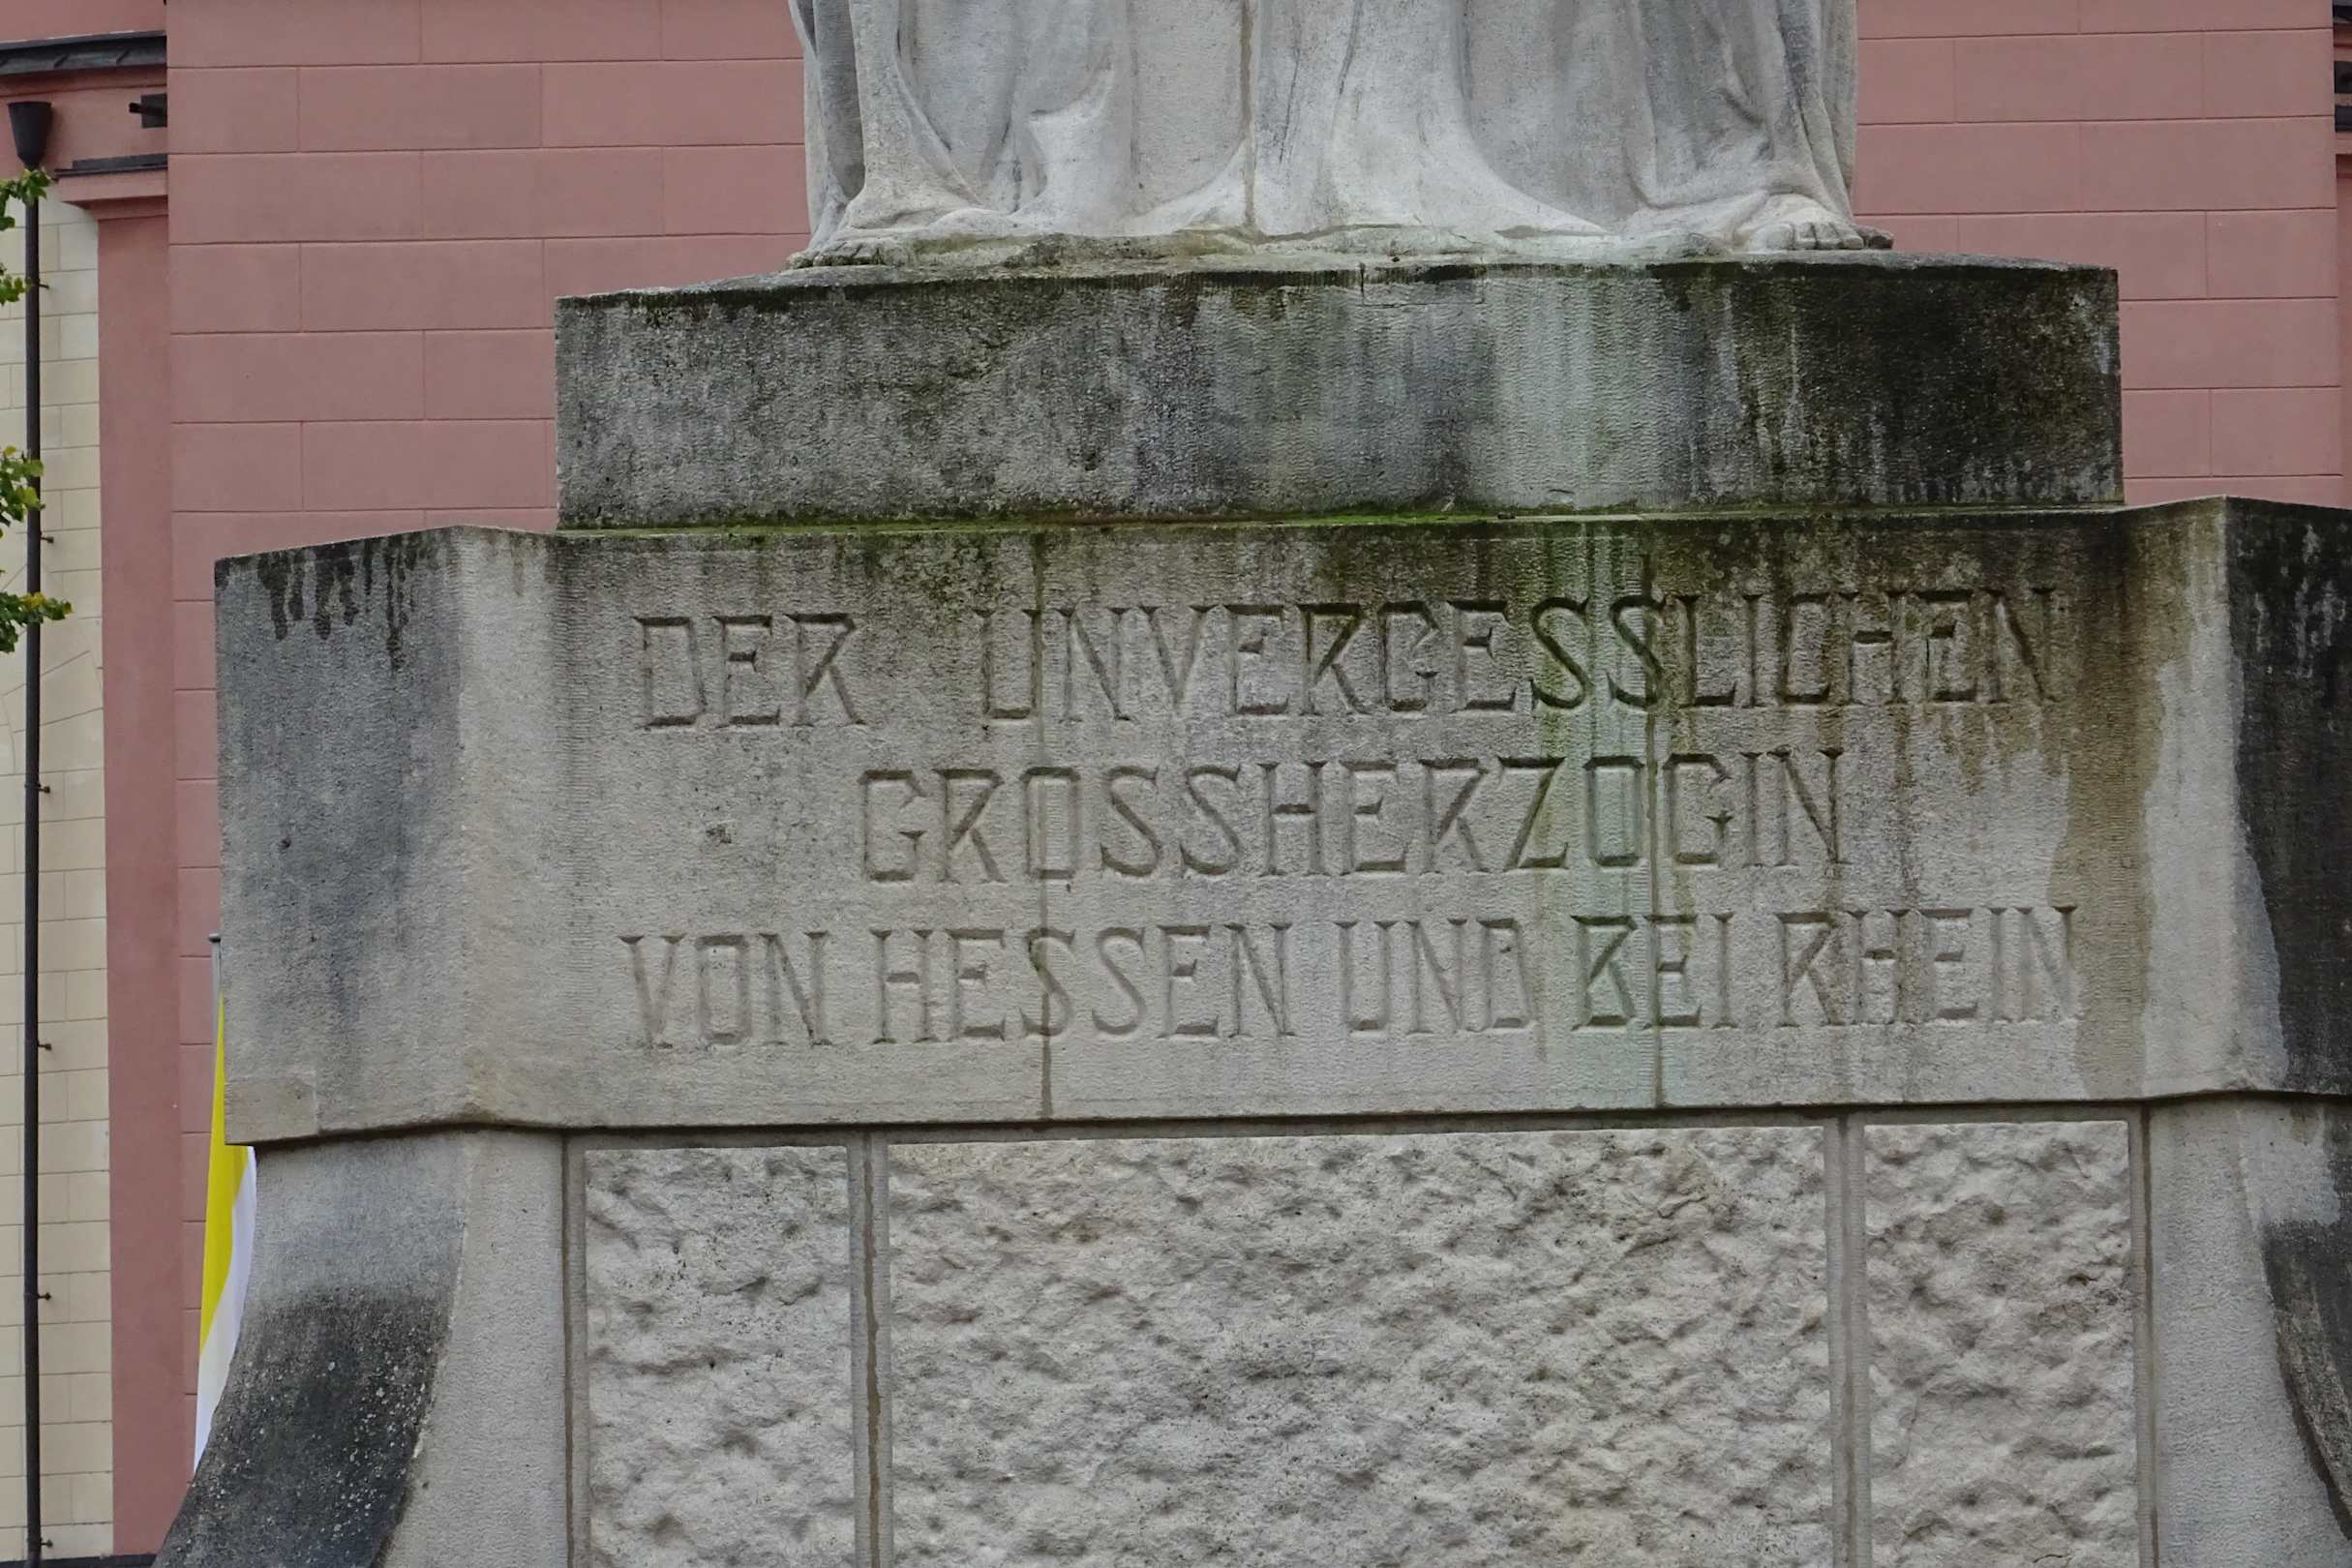 DER UNVERGESSLICHEN
GROSSHERZOGIN
VON HESSEN UND BEI RHEIN